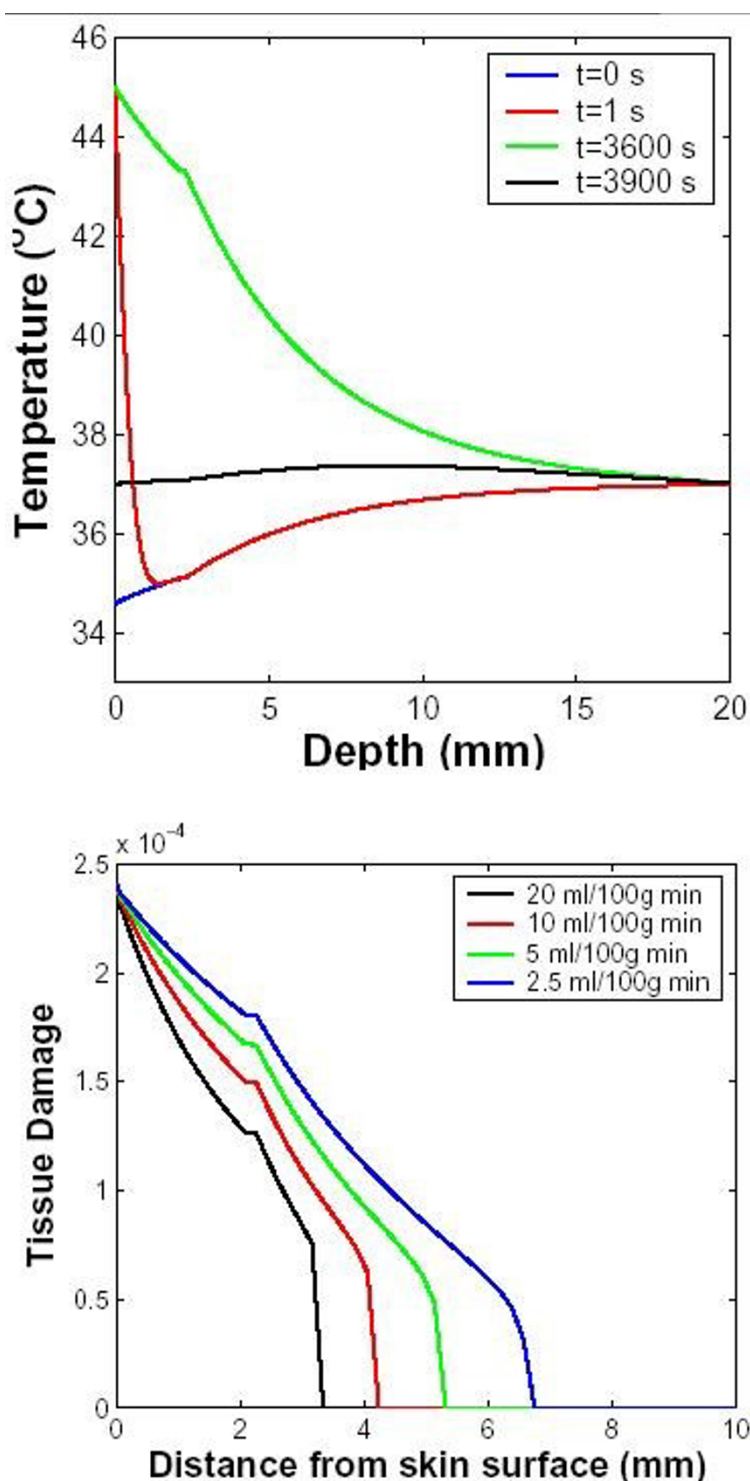 46
44
42
40
38
36
34
Temperature (°C)
t=0 s
t=1 s
t=3600 s
t=3900 s
0 5 10 15 20
Depth (mm)
x 10⁻⁴
2.5
2
1.5
1
0.5
0
Tissue Damage
20 ml/100g min
10 ml/100g min
5 ml/100g min
2.5 ml/100g min
0 2 4 6 8 10
Distance from skin surface (mm)